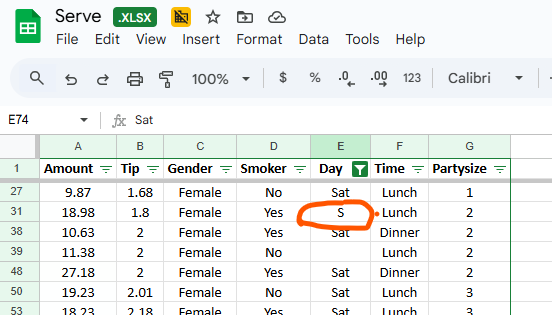 Serve .XLSX
File Edit View Insert Format Data Tools Help
100% $ % .0 .00 123 Calibri
E74 fx Sat
A B C D E F G
1 Amount Tip Gender Smoker Day Time Partysize
27 9.87 1.68 Female No Sat Lunch 1
31 18.98 1.8 Female Yes S Lunch 2
38 10.63 2 Female Yes Sat Dinner 2
39 11.38 2 Female No Lunch 2
48 27.18 2 Female Yes Sat Dinner 2
50 19.23 2.01 Female No Sat Lunch 3
53 18.23 2.18 Female Yes Sat Lunch 3